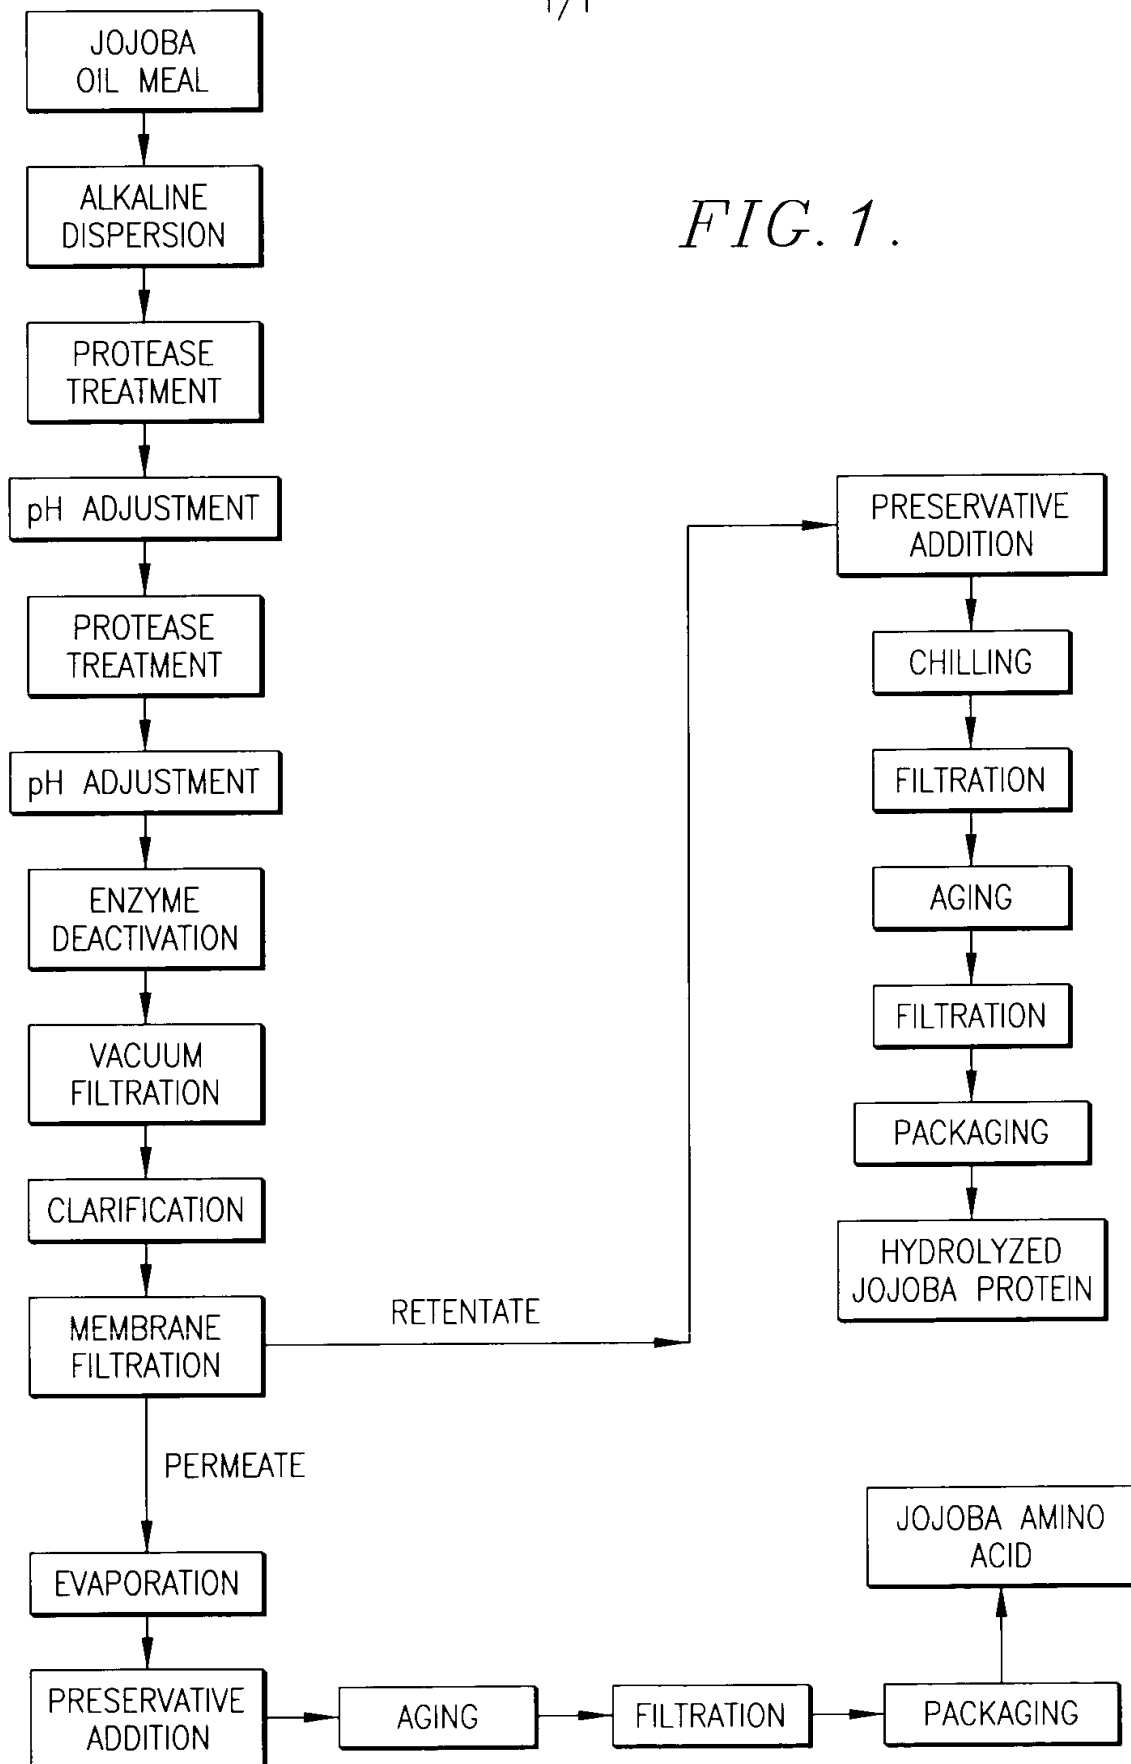 1/1
JOJOBA
OIL MEAL
ALKALINE
DISPERSION
FIG. 1.
PROTEASE
TREATMENT
pH ADJUSTMENT
PROTEASE
TREATMENT
pH ADJUSTMENT
ENZYME
DEACTIVATION
VACUUM
FILTRATION
CLARIFICATION
MEMBRANE
FILTRATION
RETENTATE
PRESERVATIVE
ADDITION
CHILLING
FILTRATION
AGING
FILTRATION
PACKAGING
HYDROLYZED
JOJOBA PROTEIN
PERMEATE
EVAPORATION
PRESERVATIVE
ADDITION
AGING
FILTRATION
PACKAGING
JOJOBA AMINO
ACID